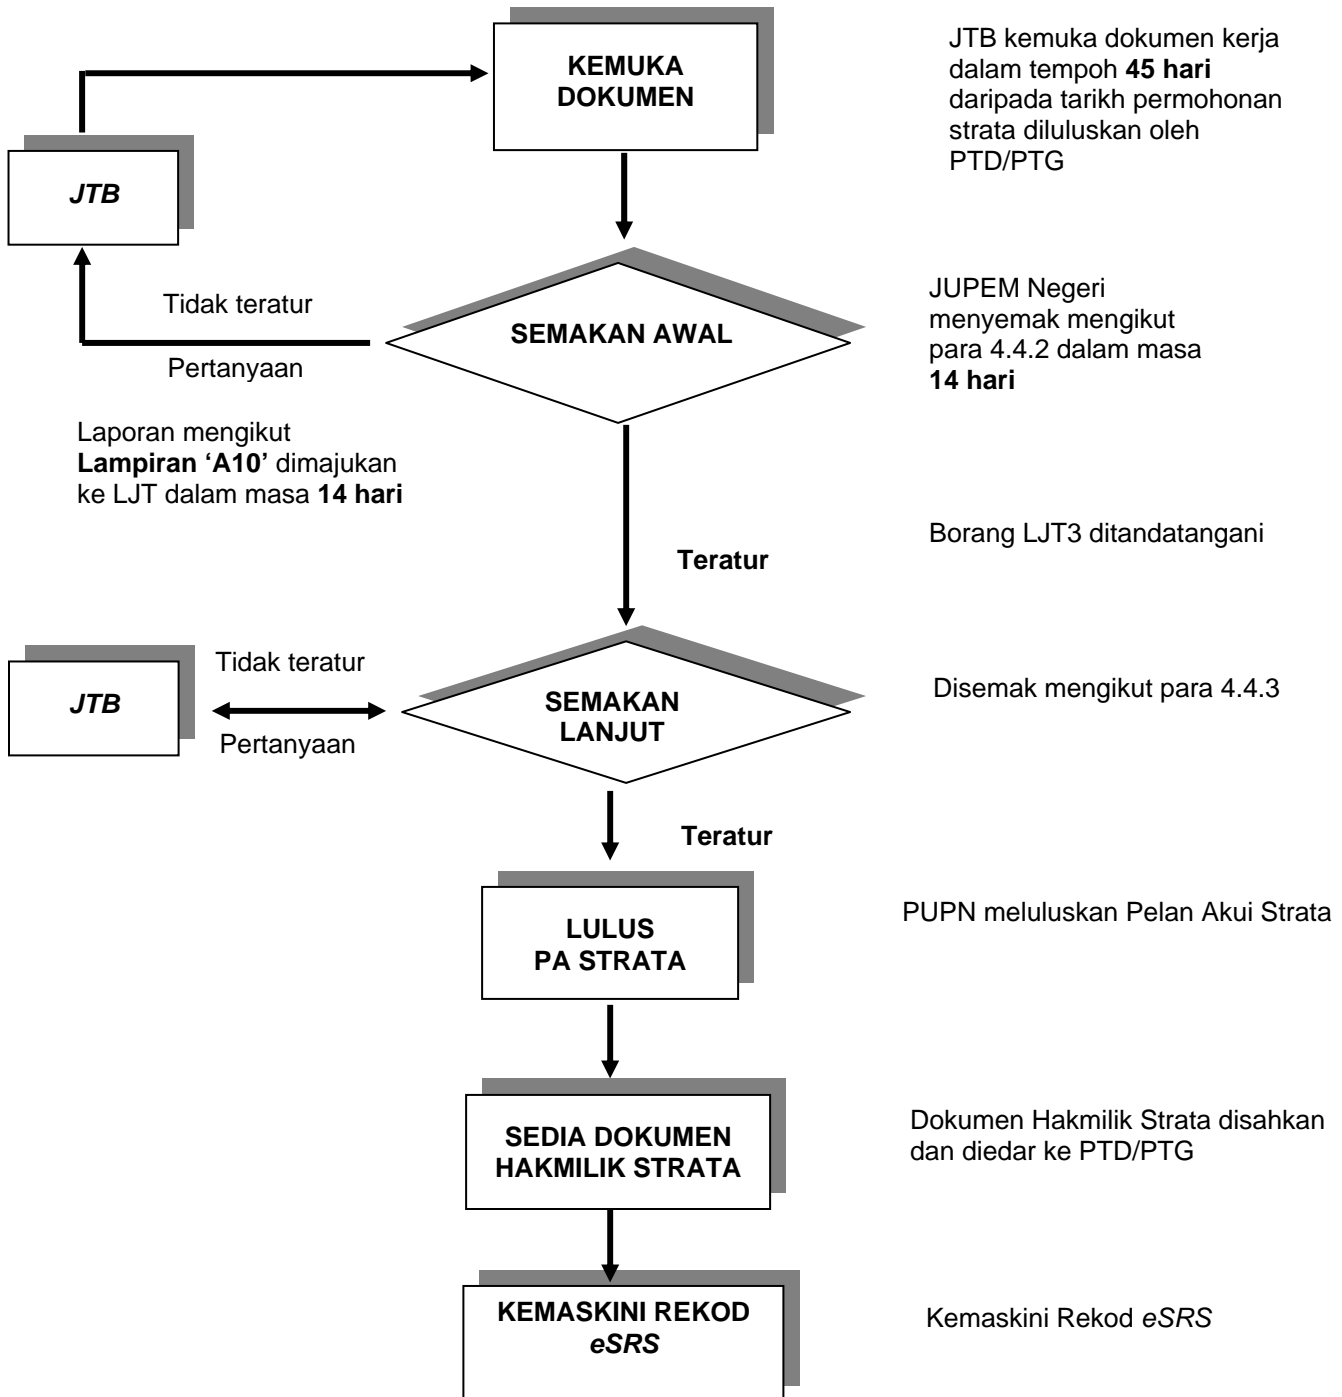 KEMUKA
DOKUMEN
JTB kemuka dokumen kerja
dalam tempoh 45 hari
daripada tarikh permohonan
strata diluluskan oleh
PTD/PTG
JTB
Tidak teratur
Pertanyaan
SEMAKAN AWAL
JUPEM Negeri
menyemak mengikut
para 4.4.2 dalam masa
14 hari
Laporan mengikut
Lampiran ‘A10’ dimajukan
ke LJT dalam masa 14 hari
Teratur
Borang LJT3 ditandatangani
JTB
Tidak teratur
Pertanyaan
SEMAKAN
LANJUT
Disemak mengikut para 4.4.3
Teratur
LULUS
PA STRATA
PUPN meluluskan Pelan Akui Strata
SEDIA DOKUMEN
HAKMILIK STRATA
Dokumen Hakmilik Strata disahkan
dan diedar ke PTD/PTG
KEMASKINI REKOD
eSRS
Kemaskini Rekod eSRS